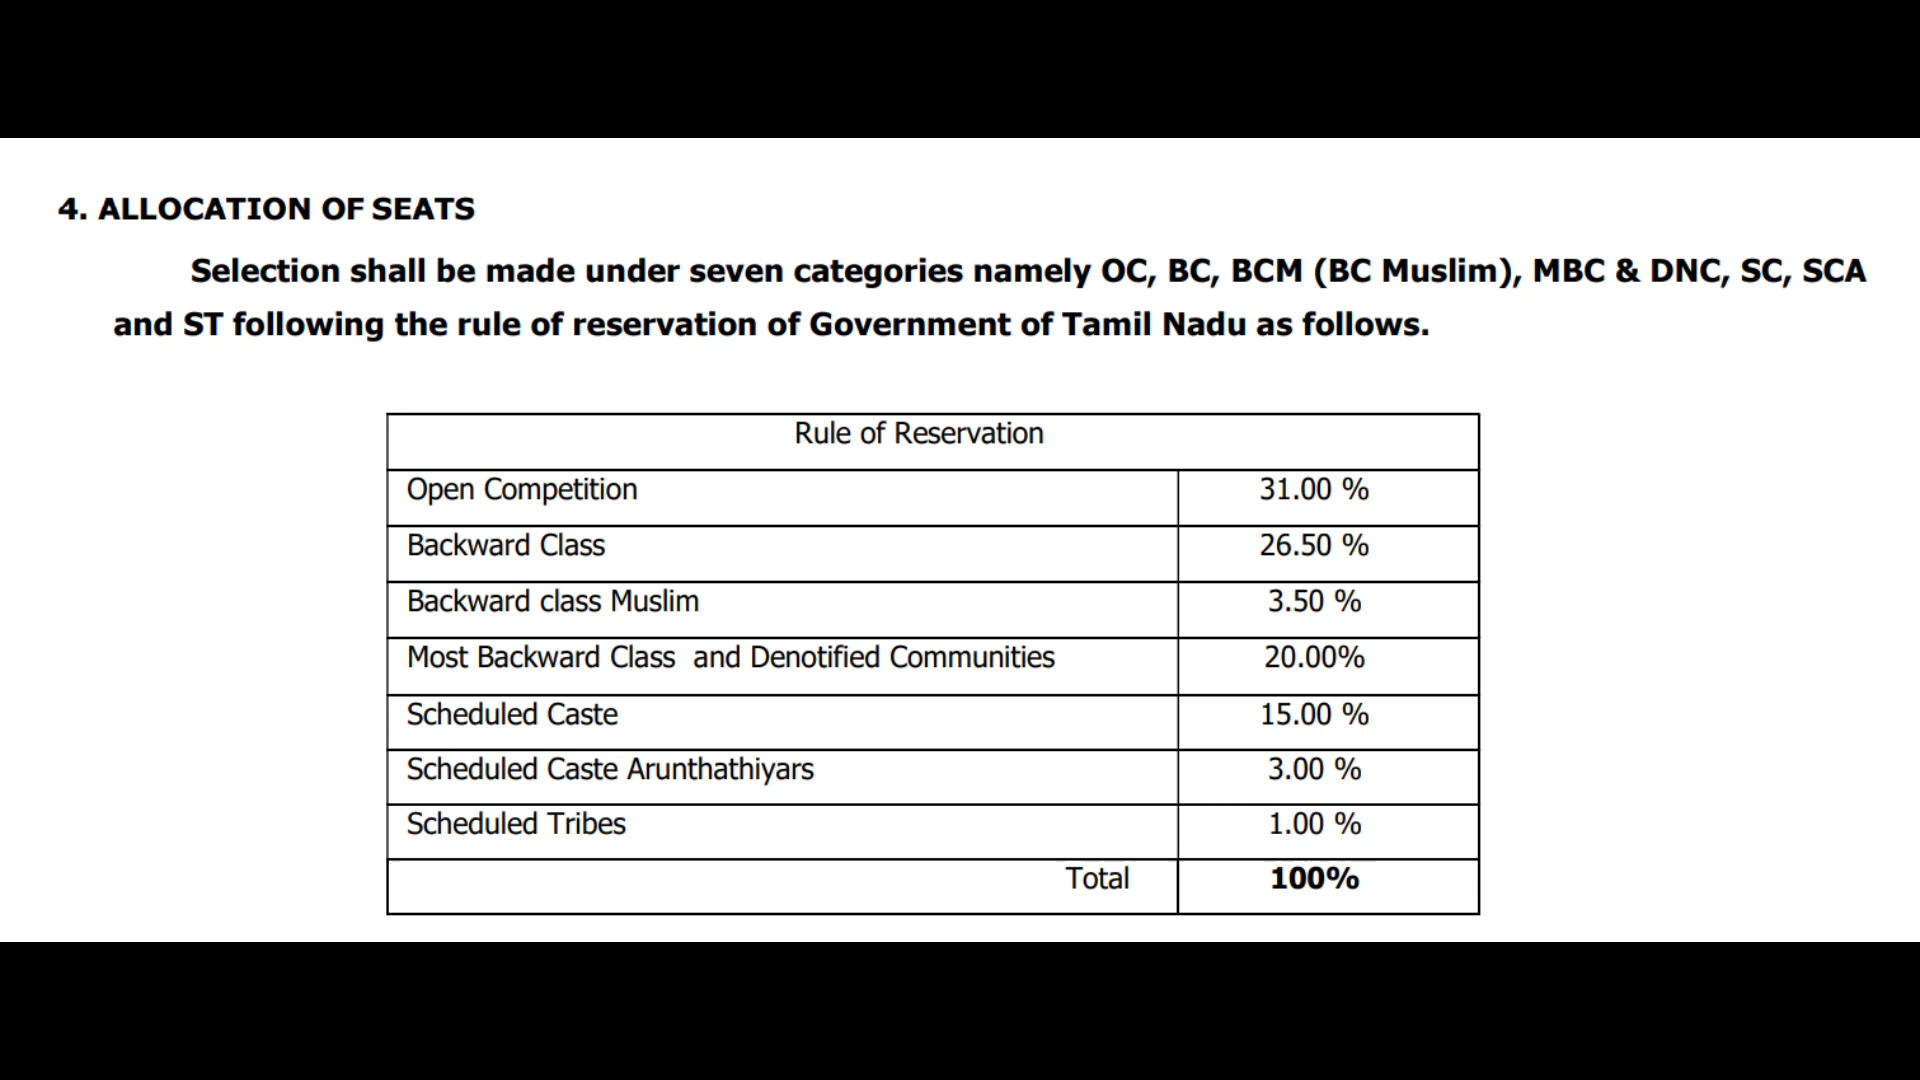 4. ALLOCATION OF SEATS
Selection shall be made under seven categories namely OC, BC, BCM (BC Muslim), MBC & DNC, SC, SCA
and ST following the rule of reservation of Government of Tamil Nadu as follows.
Rule of Reservation
Open Competition 31.00 %
Backward Class 26.50 %
Backward class Muslim 3.50 %
Most Backward Class and Denotified Communities 20.00%
Scheduled Caste 15.00 %
Scheduled Caste Arunthathiyars 3.00 %
Scheduled Tribes 1.00 %
Total 100%